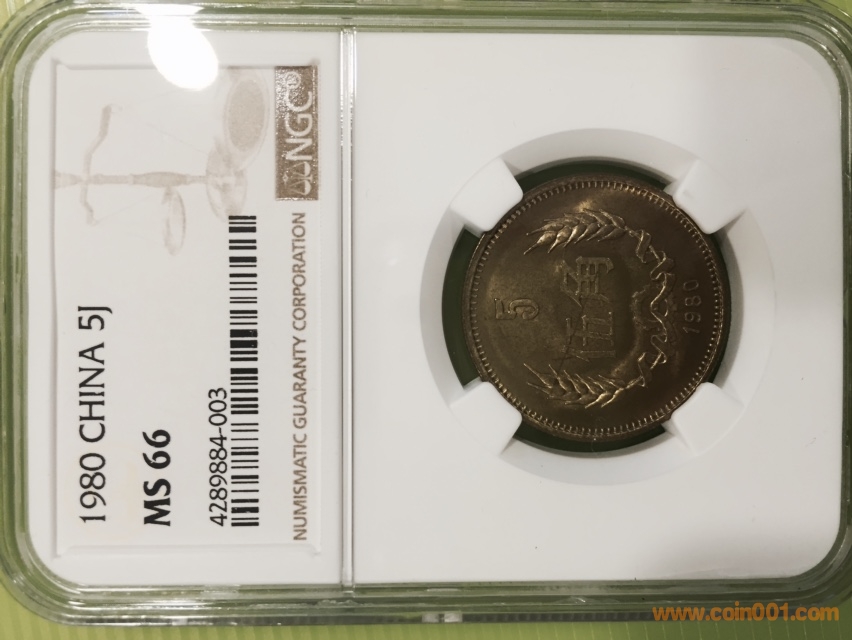 NGC®
NUMISMATIC GUARANTY CORPORATION
1980 CHINA 5J
MS 66
4289884-003
5
伍角
1980
www.coin001.com